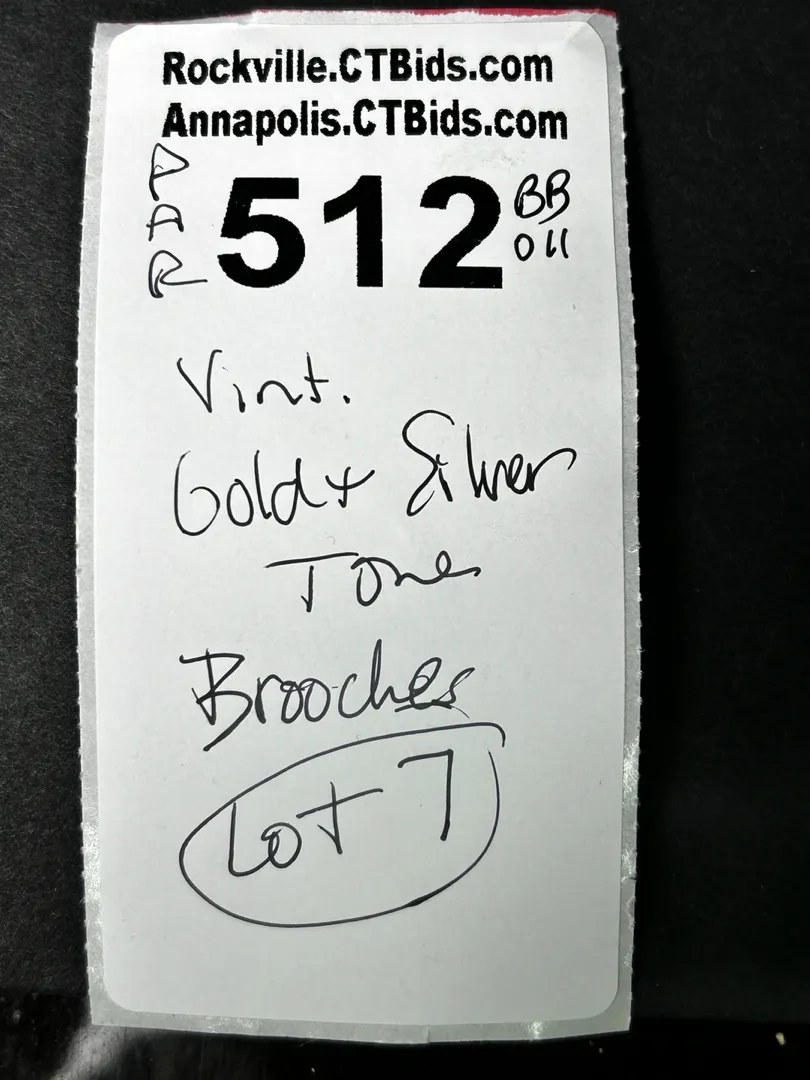 Rockville.CTBids.com
Annapolis.CTBids.com
PAR
512
BB
011
Vint.
Gold + Silver
Tone
Brooches
Lot 7